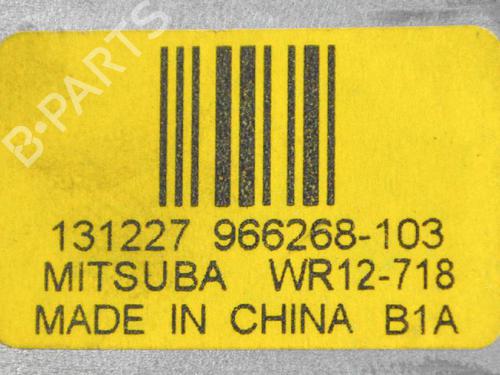 B-PARTS
131227 966268-103
MITSUBA WR12-718
MADE IN CHINA B1A